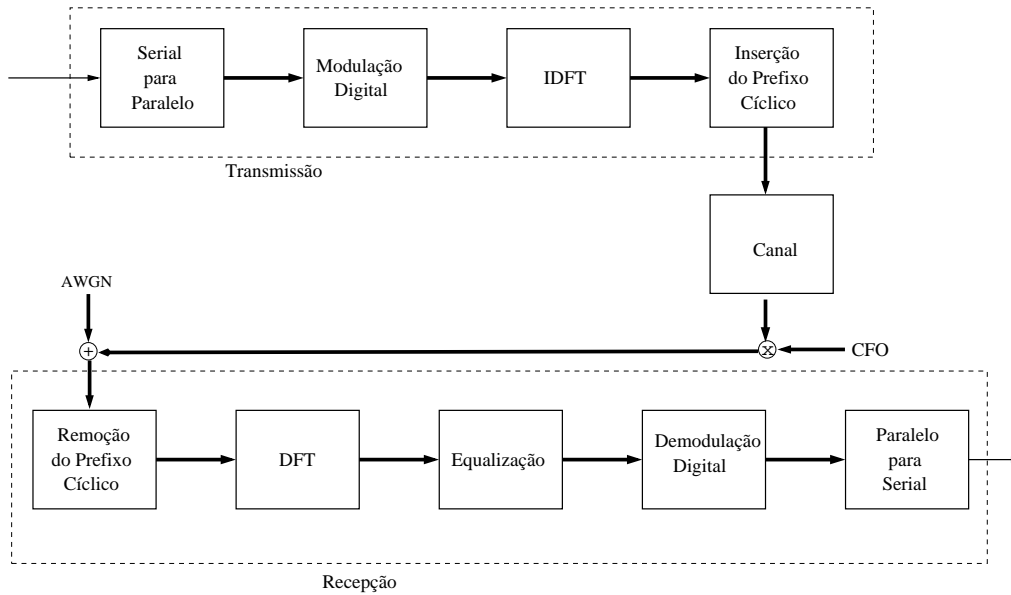 Serial
para
Paralelo
Modulação
Digital
IDFT
Inserção
do Prefixo
Cíclico
Transmissão
Canal
AWGN
+
X
CFO
Remoção
do Prefixo
Cíclico
DFT
Equalização
Demodulação
Digital
Paralelo
para
Serial
Recepção